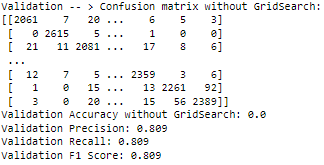 Validation -- > Confusion matrix without GridSearch:
[[2061 7 20 ... 6 5 3]
[ 0 2615 5 ... 1 0 0]
[ 21 11 2081 ... 17 8 6]
...
[ 12 7 5 ... 2359 3 6]
[ 1 0 15 ... 13 2261 92]
[ 3 0 20 ... 15 56 2389]]
Validation Accuracy without GridSearch: 0.0
Validation Precision: 0.809
Validation Recall: 0.809
Validation F1 Score: 0.809